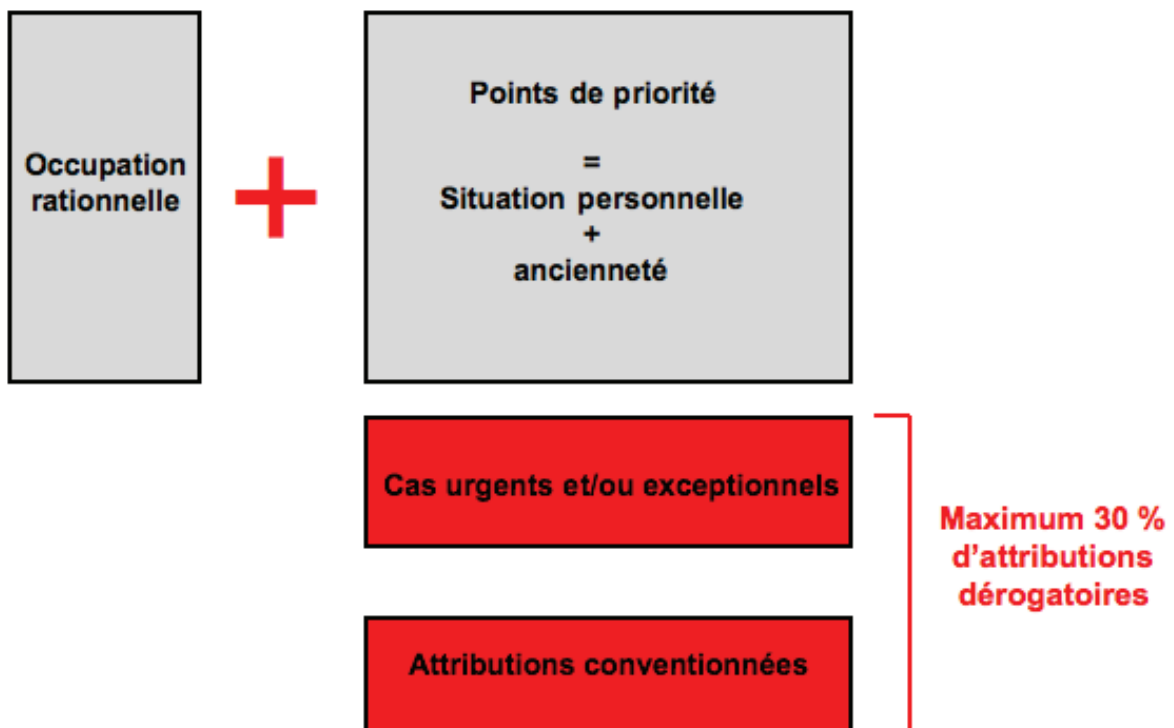 Occupation
rationnelle
+
Points de priorité
=
Situation personnelle
+
ancienneté
Cas urgents et/ou exceptionnels
Maximum 30 %
d'attributions
dérogatoires
Attributions conventionnées